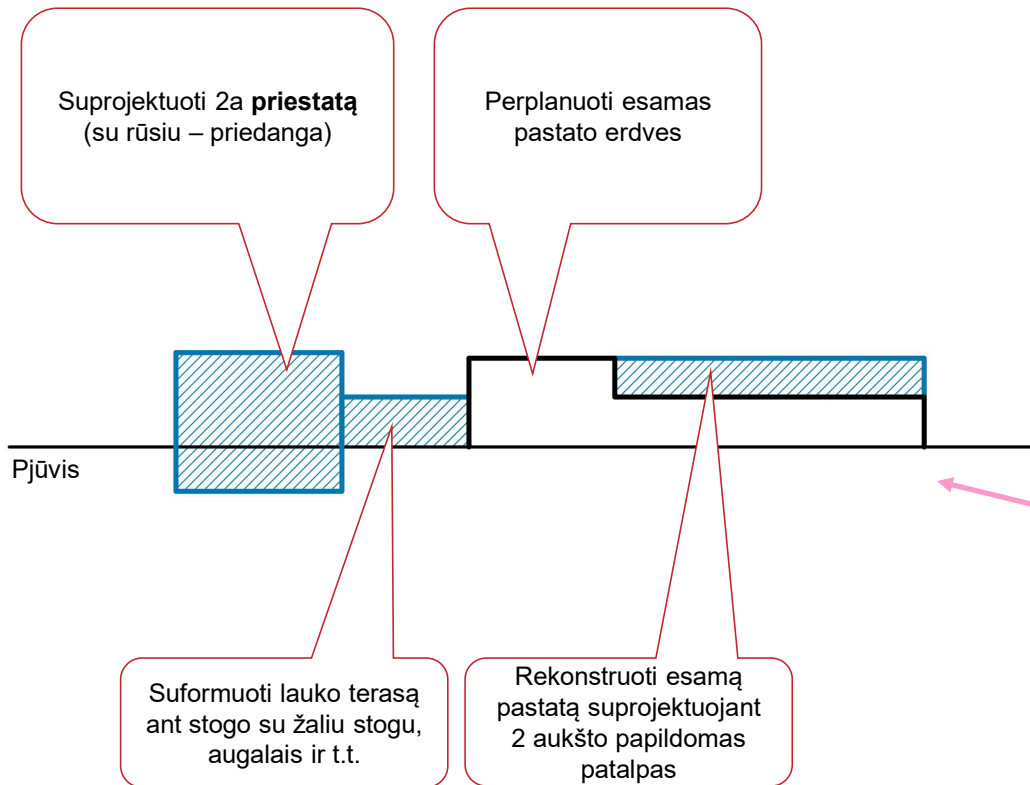 Suprojektuoti 2a priestatą
(su rūsiu – priedanga)
Perplanuoti esamas
pastato erdves
Pjūvis
Suformuoti lauko terasą
ant stogo su žaliu stogu,
augalais ir t.t.
Rekonstruoti esamą
pastatą suprojektuojant
2 aukšto papildomas
patalpas